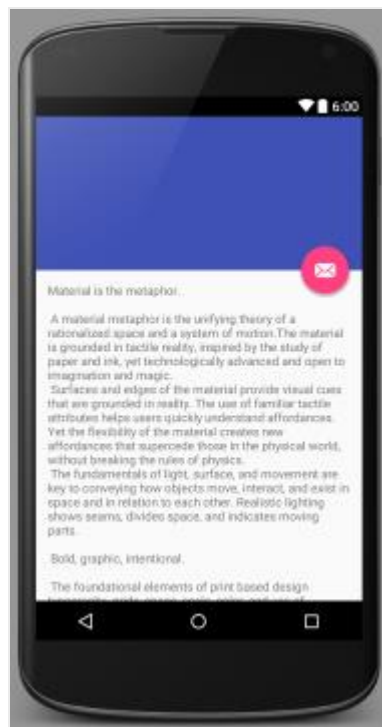 6:00
Material is the metaphor.
A material metaphor is the unifying theory of a
rationalized space and a system of motion.The material
is grounded in tactile reality, inspired by the study of
paper and ink, yet technologically advanced and open to
imagination and magic.
Surfaces and edges of the material provide visual cues
that are grounded in reality. The use of familiar tactile
attributes helps users quickly understand affordances.
Yet the flexibility of the material creates new
affordances that supercede those in the physical world,
without breaking the rules of physics.
The fundamentals of light, surface, and movement are
key to conveying how objects move, interact, and exist in
space and in relation to each other. Realistic lighting
shows seams, divides space, and indicates moving
parts.
Bold, graphic, intentional.
The foundational elements of print based design